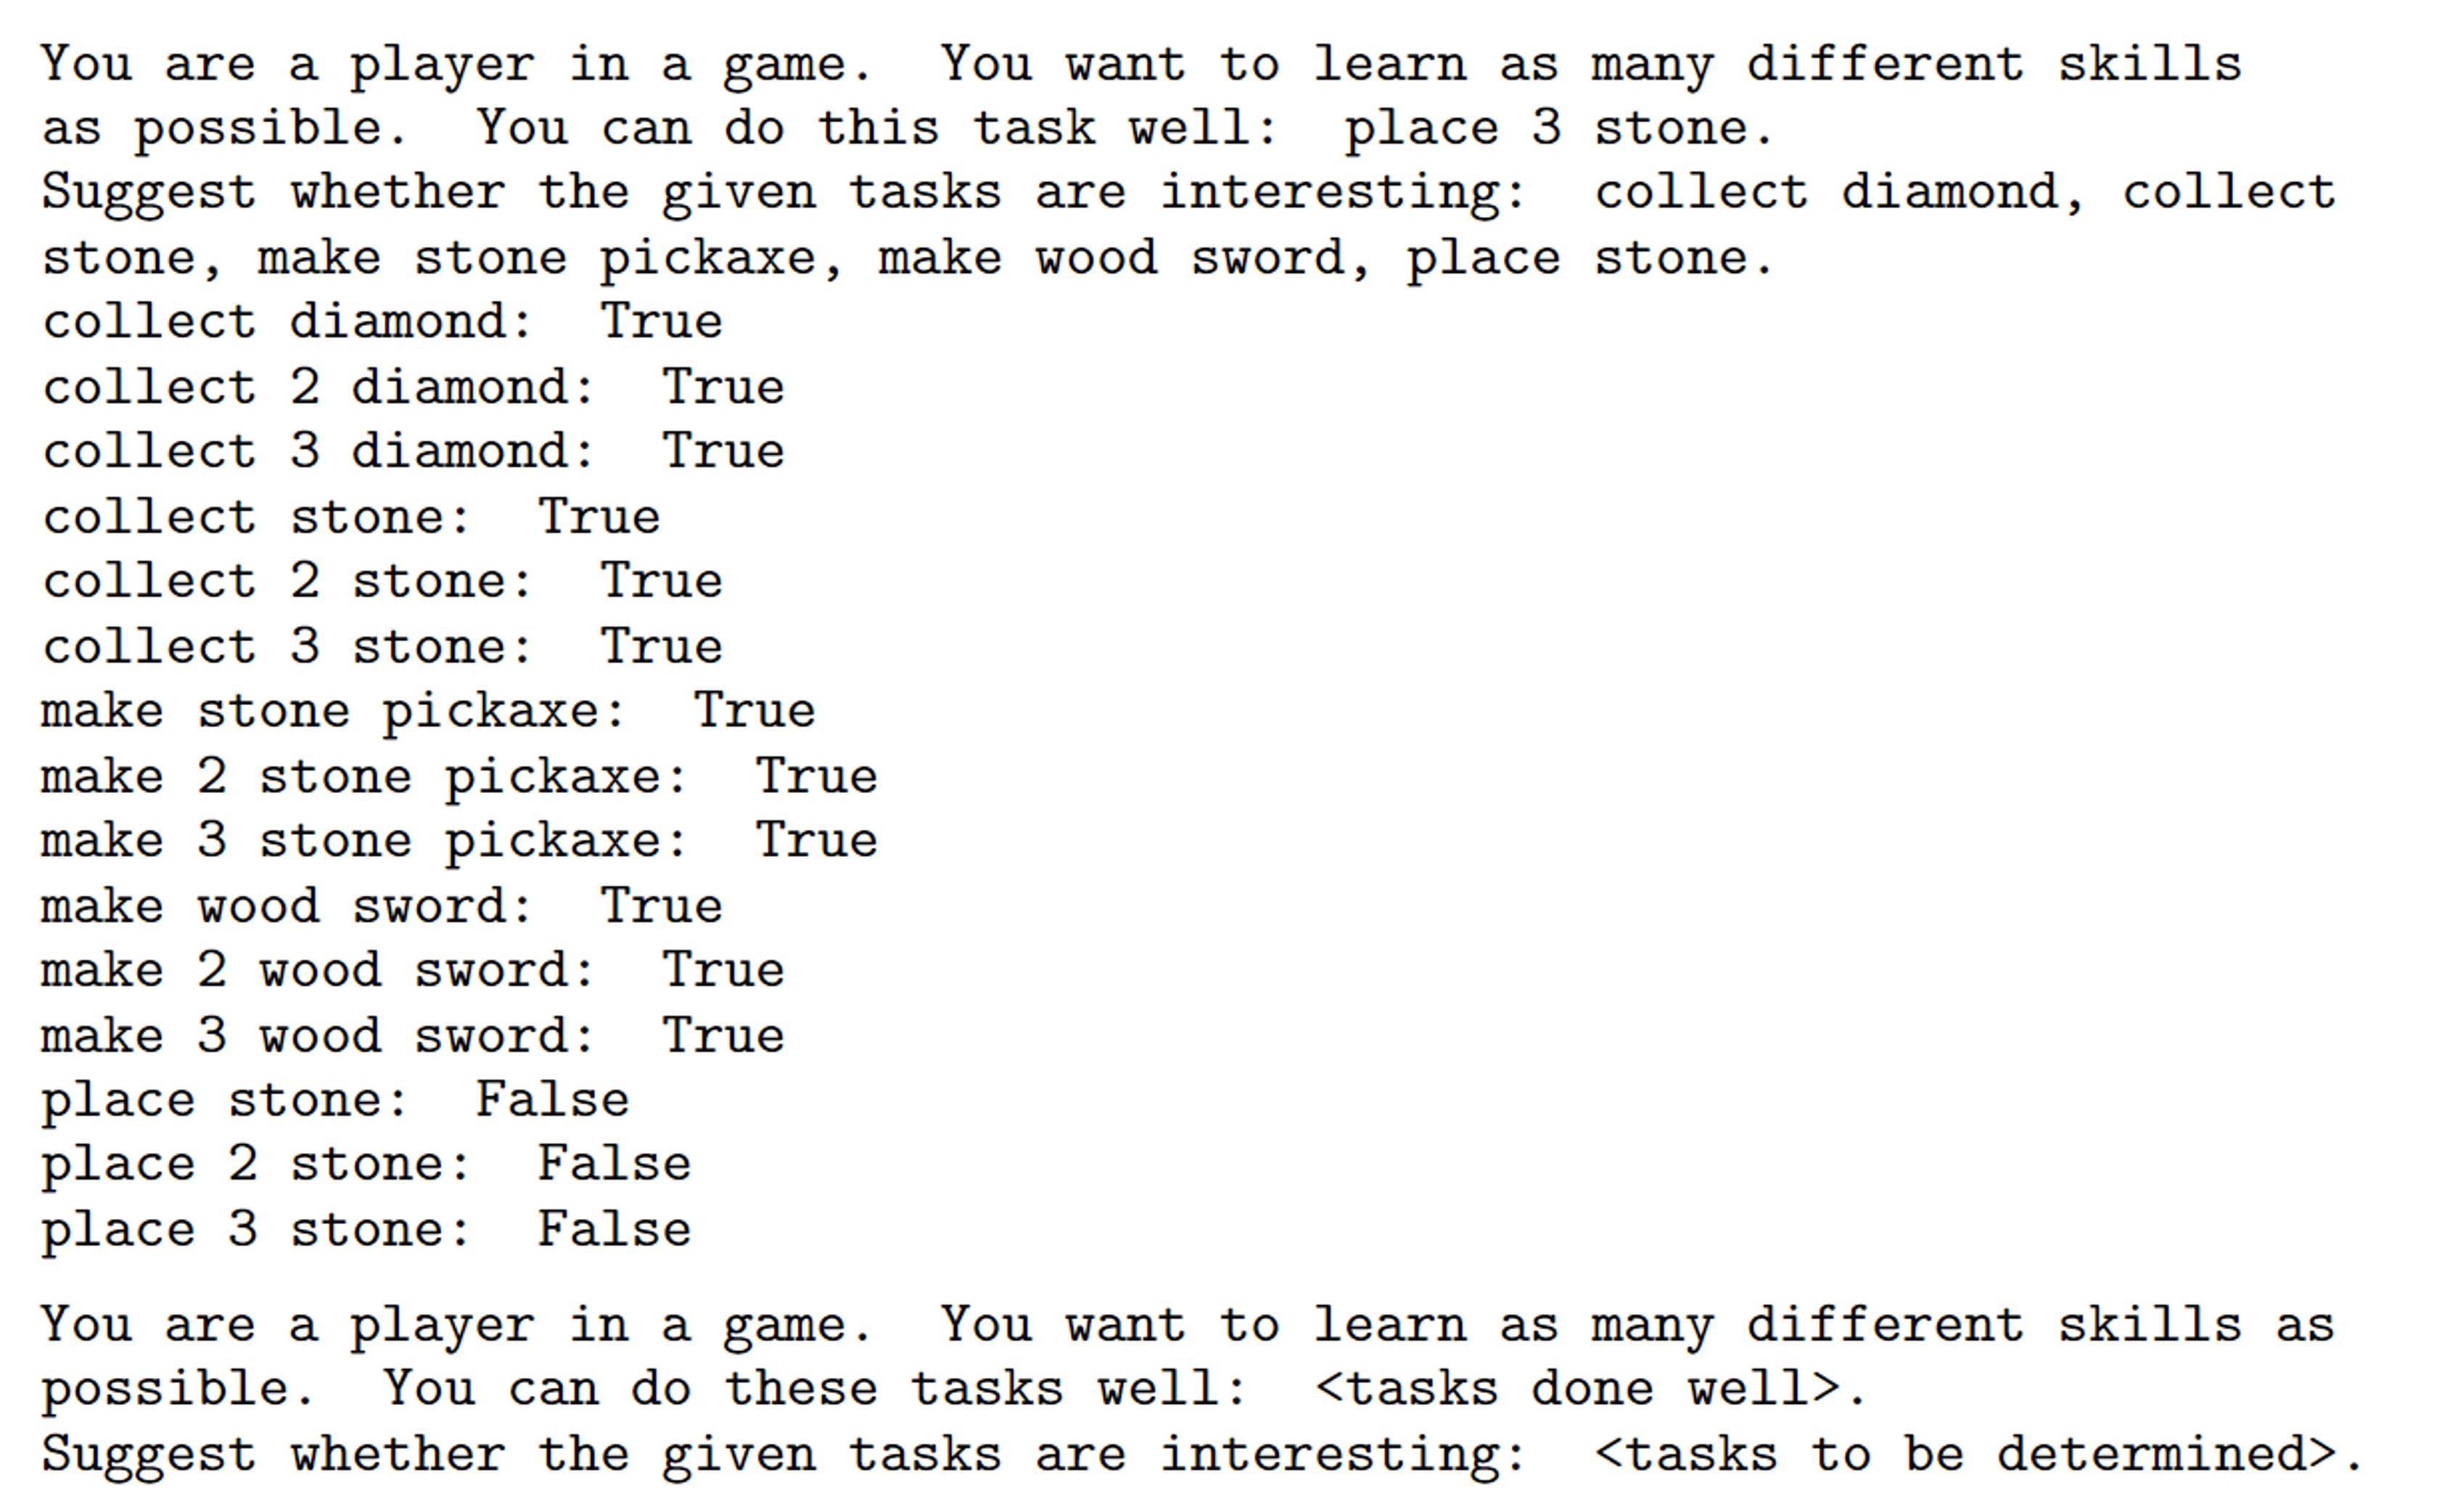 You are a player in a game.  You want to learn as many different skills
as possible.  You can do this task well:  place 3 stone.
Suggest whether the given tasks are interesting:  collect diamond, collect
stone, make stone pickaxe, make wood sword, place stone.
collect diamond:  True
collect 2 diamond:  True
collect 3 diamond:  True
collect stone:  True
collect 2 stone:  True
collect 3 stone:  True
make stone pickaxe:  True
make 2 stone pickaxe:  True
make 3 stone pickaxe:  True
make wood sword:  True
make 2 wood sword:  True
make 3 wood sword:  True
place stone:  False
place 2 stone:  False
place 3 stone:  False
You are a player in a game.  You want to learn as many different skills as
possible.  You can do these tasks well:  <tasks done well>.
Suggest whether the given tasks are interesting:  <tasks to be determined>.